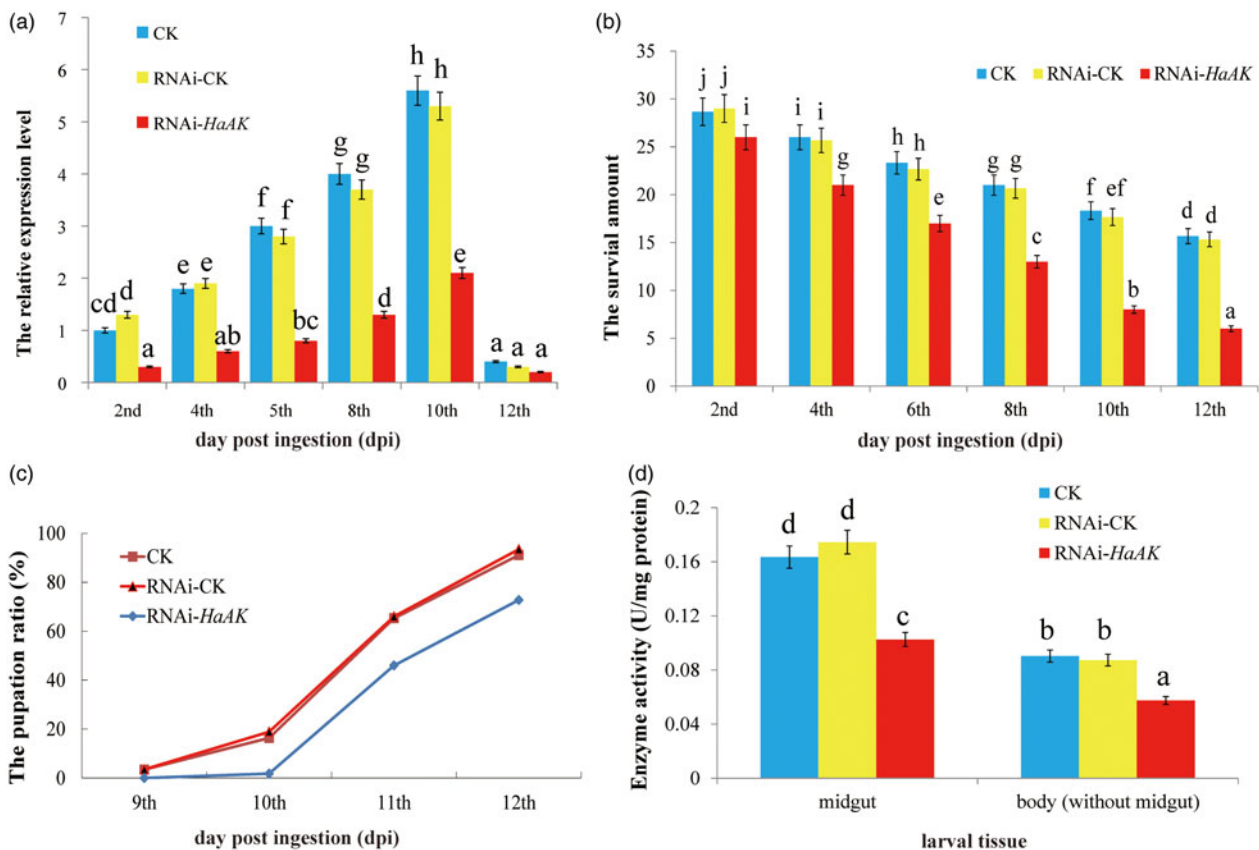 (a)
The relative expression level
7
6
5
4
3
2
1
0
CK
RNAi-CK
RNAi-HaAK
cd d a
e e ab
f f bc
g g d
h h e
a a a
2nd 4th 5th 8th 10th 12th
day post ingestion (dpi)
(b)
The survial amount
35
30
25
20
15
10
5
0
CK RNAi-CK RNAi-HaAK
j j i
i i g
h h e
g g c
f ef b
d d a
2nd 4th 6th 8th 10th 12th
day post ingestion (dpi)
(c)
The pupation ratio (%)
100
80
60
40
20
0
CK
RNAi-CK
RNAi-HaAK
9th 10th 11th 12th
day post ingestion (dpi)
(d)
Enzyme activity (U/mg protein)
0.2
0.16
0.12
0.08
0.04
0
CK
RNAi-CK
RNAi-HaAK
d d c
b b a
midgut body (without midgut)
larval tissue